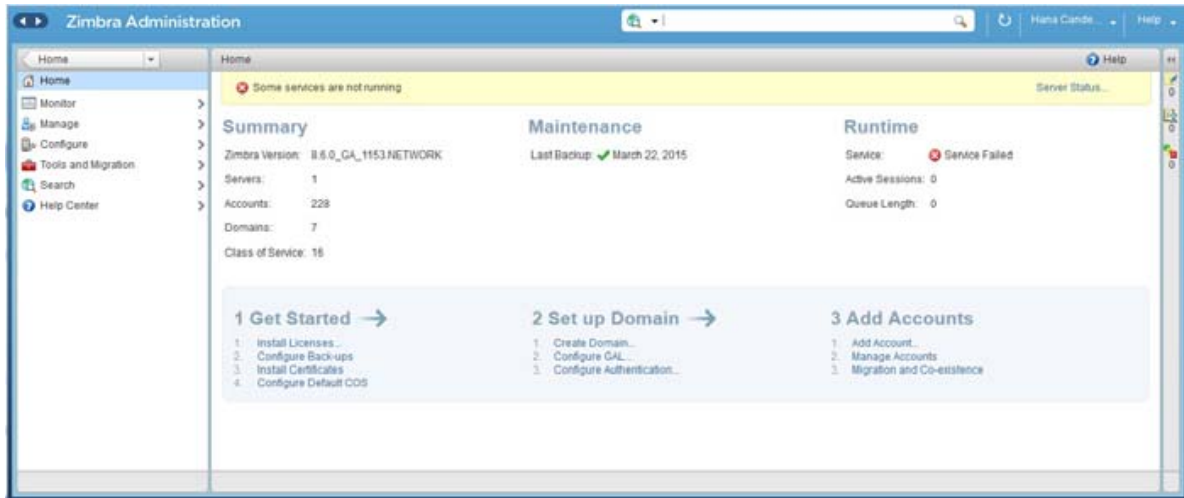 Zimbra Administration
Hana Cande...
Help
Home
Home
Help
Home
Monitor
Manage
Configure
Tools and Migration
Search
Help Center
Some services are not running
Server Status...
Summary
Zimbra Version: 8.6.0_GA_1153.NETWORK
Servers: 1
Accounts: 228
Domains: 7
Class of Service: 16
Maintenance
Last Backup: March 22, 2015
Runtime
Service: Service Failed
Active Sessions: 0
Queue Length: 0
1 Get Started
1. Install Licenses...
2. Configure Back-ups
3. Install Certificates
4. Configure Default COS
2 Set up Domain
1. Create Domain...
2. Configure GAL...
3. Configure Authentication...
3 Add Accounts
1. Add Account...
2. Manage Accounts
3. Migration and Co-existence
0
0
0